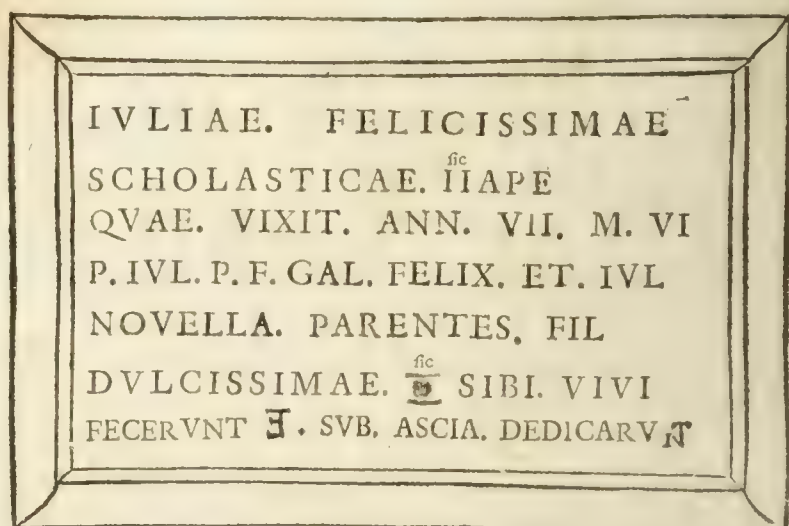 IVLIAE. FELICISSIMAE
sic
SCHOLASTICAE. IIAPE
QVAE. VIXIT. ANN. VII. M. VI
P. IVL. P. F. GAL. FELIX. ET. IVL
NOVELLA. PARENTES. FIL
sic
DVLCISSIMAE. SIBI. VIVI
FECERVNT Ǝ. SVB. ASCIA. DEDICARVNT